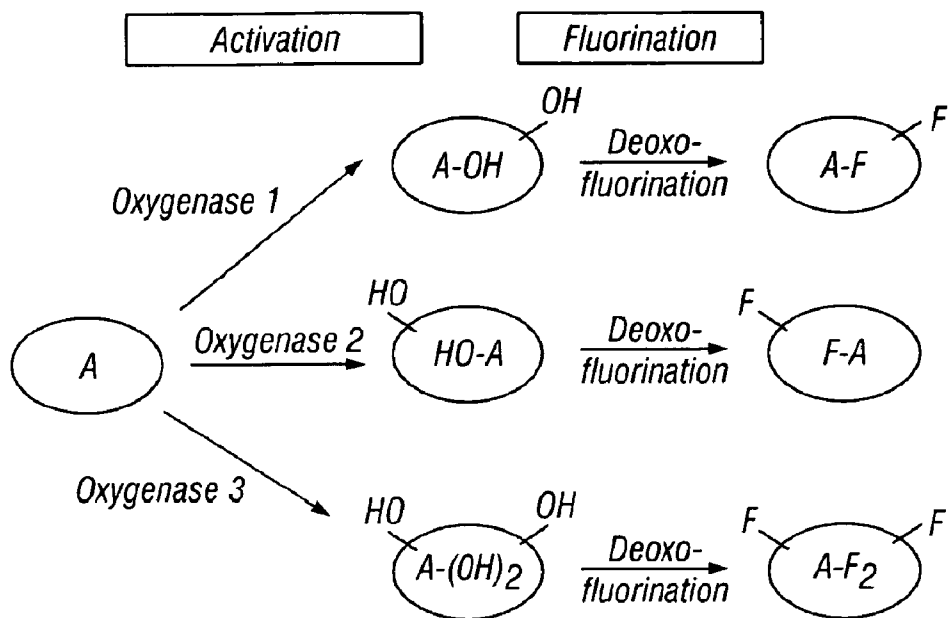 Activation
Fluorination
OH
F
Oxygenase 1
A-OH
Deoxo-
fluorination
A-F
HO
F
A
Oxygenase 2
HO-A
Deoxo-
fluorination
F-A
Oxygenase 3
HO
OH
F
F
A-(OH)2
Deoxo-
fluorination
A-F2